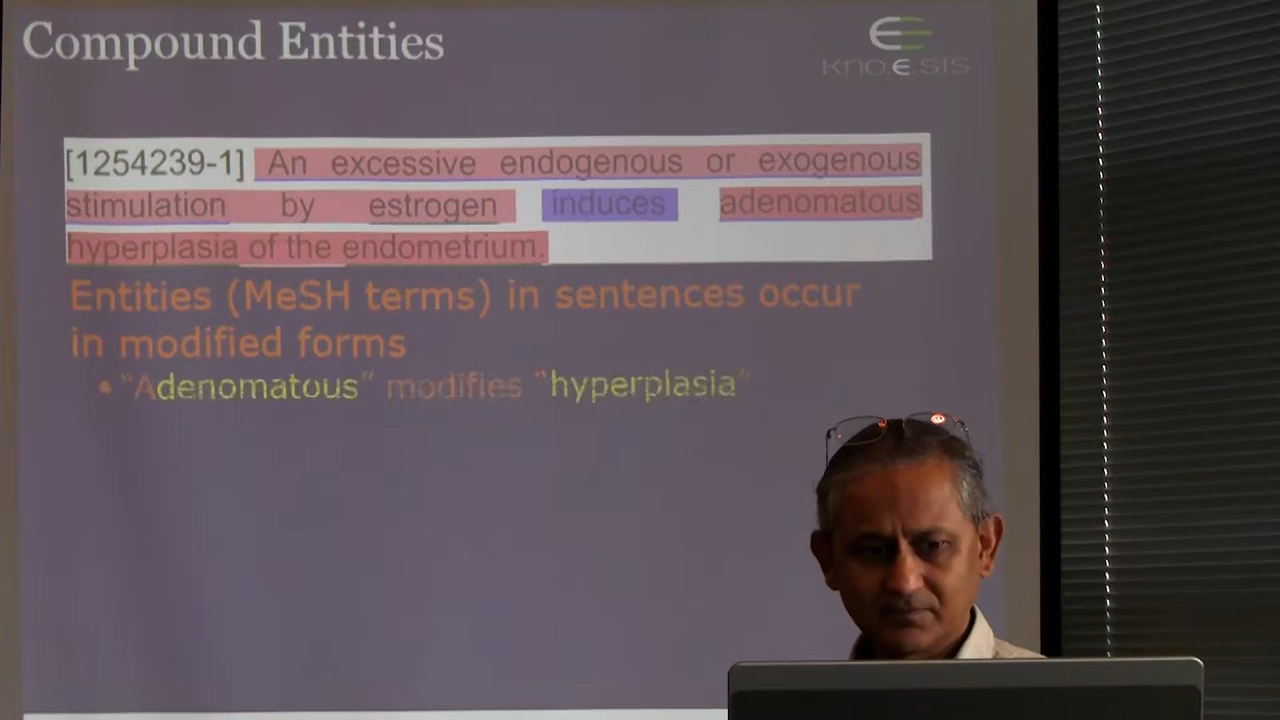 Compound Entities
kno.e.sis
[1254239-1] An excessive endogenous or exogenous
stimulation by estrogen induces adenomatous
hyperplasia of the endometrium.
Entities (MeSH terms) in sentences occur
in modified forms
• “Adenomatous” modifies “hyperplasia”